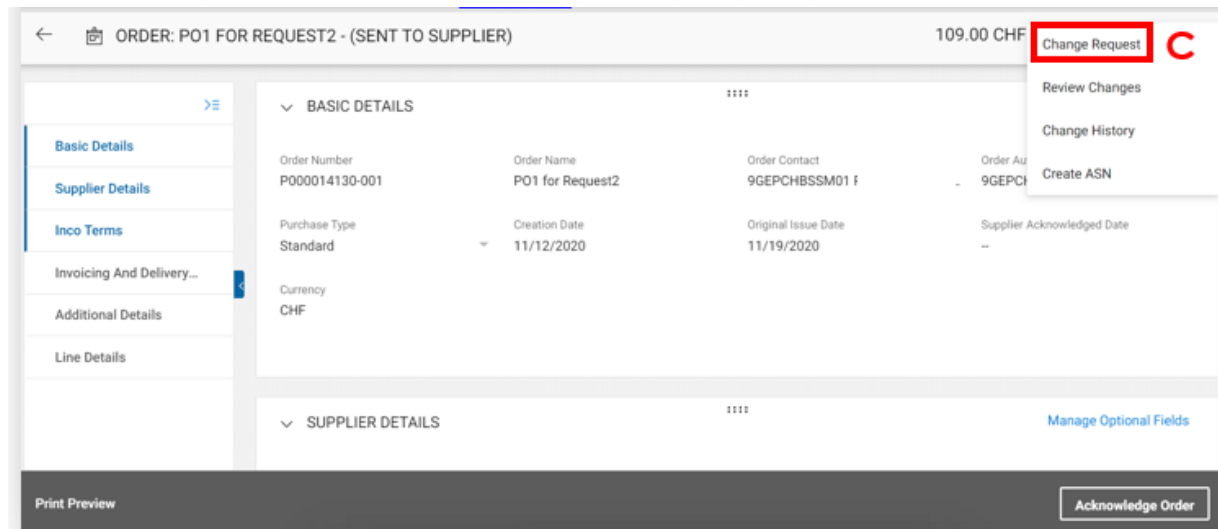 ORDER: PO1 FOR REQUEST2 - (SENT TO SUPPLIER)
109.00 CHF
Change Request
C
Review Changes
Change History
Create ASN
Basic Details
Supplier Details
Inco Terms
Invoicing And Delivery...
Additional Details
Line Details
BASIC DETAILS
Order Number
Order Name
Order Contact
Order Au
P000014130-001
PO1 for Request2
9GEPCHBSSM01 F
9GEPCH
Purchase Type
Creation Date
Original Issue Date
Supplier Acknowledged Date
Standard
11/12/2020
11/19/2020
--
Currency
CHF
SUPPLIER DETAILS
Manage Optional Fields
Print Preview
Acknowledge Order